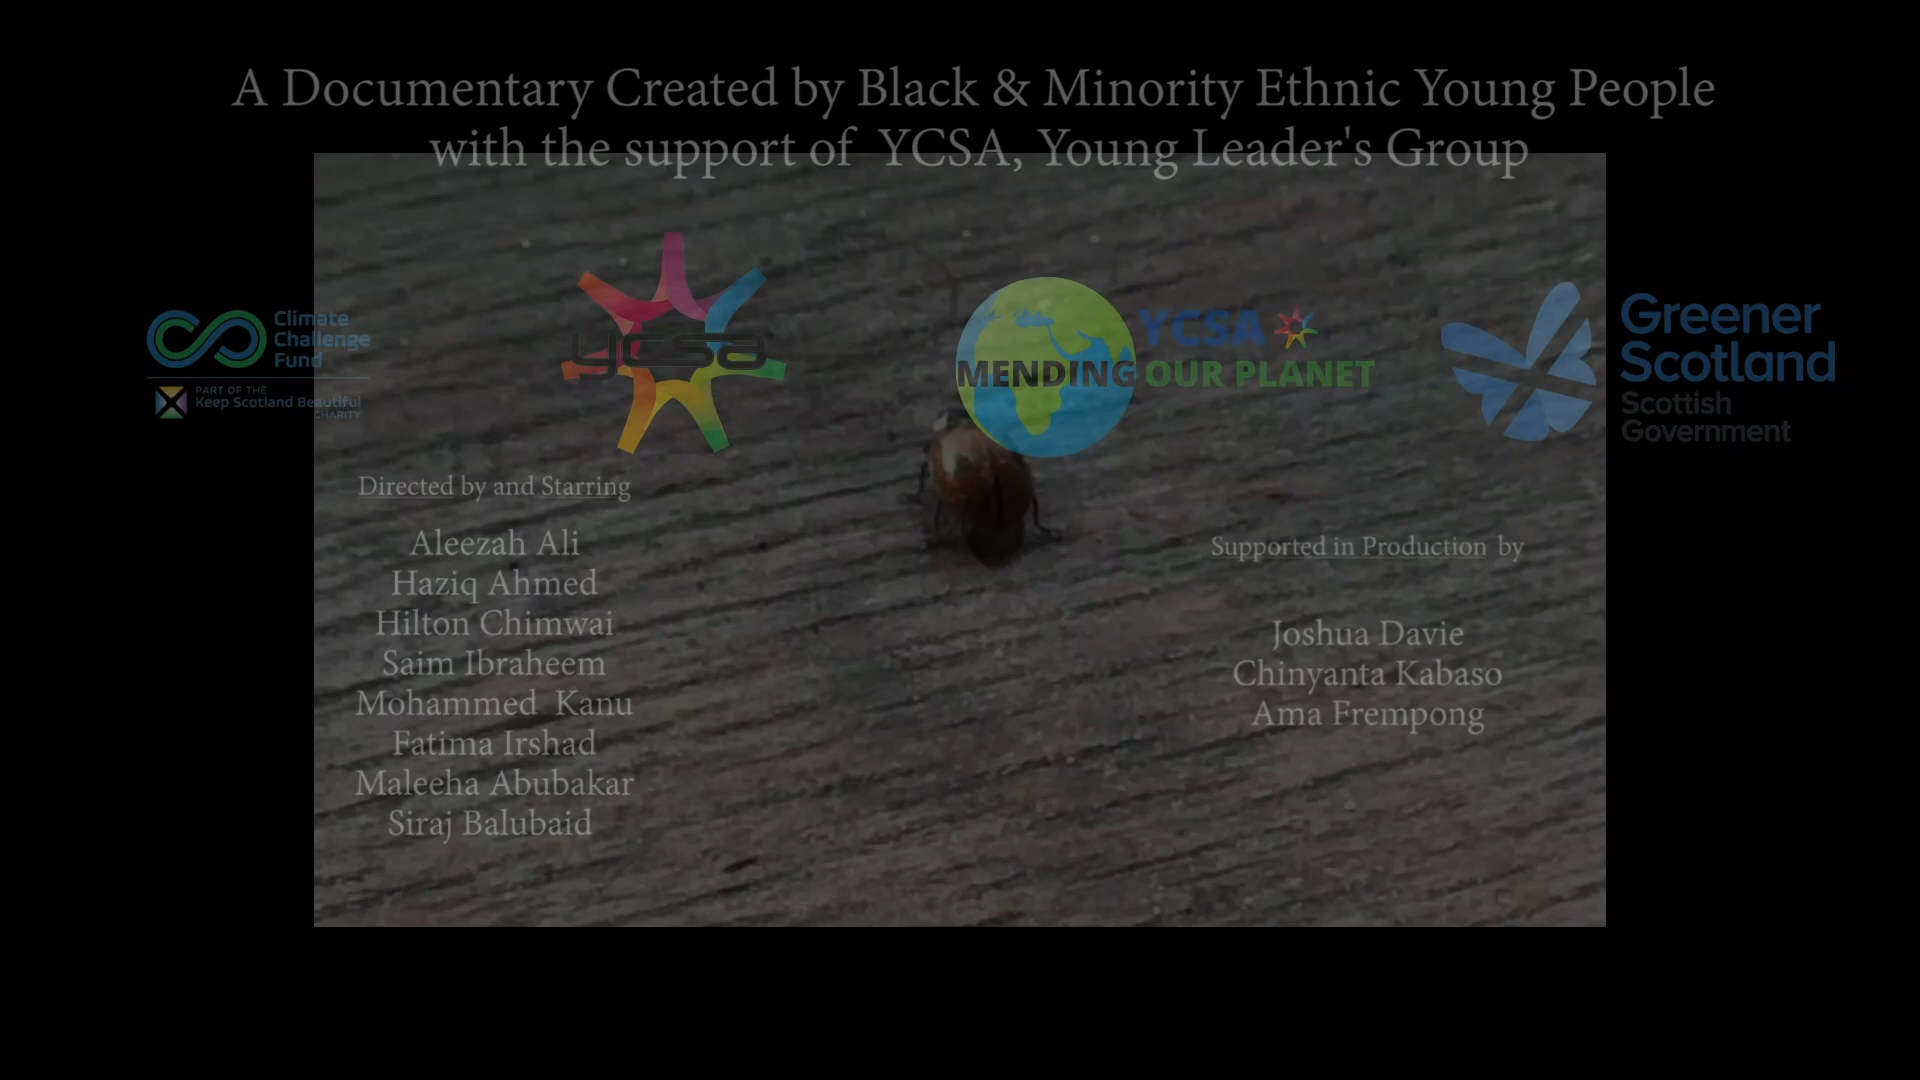 A Documentary Created by Black & Minority Ethnic Young People
with the support of YCSA, Young Leader's Group
Climate
Challenge
Fund
PART OF THE
Keep Scotland Beautiful
CHARITY
ycsa
YCSA
MENDING OUR PLANET
Greener
Scotland
Scottish
Government
Directed by and Starring
Aleezah Ali
Haziq Ahmed
Hilton Chimwai
Saim Ibraheem
Mohammed Kanu
Fatima Irshad
Maleeha Abubakar
Siraj Balubaid
Supported in Production by
Joshua Davie
Chinyanta Kabaso
Ama Frempong